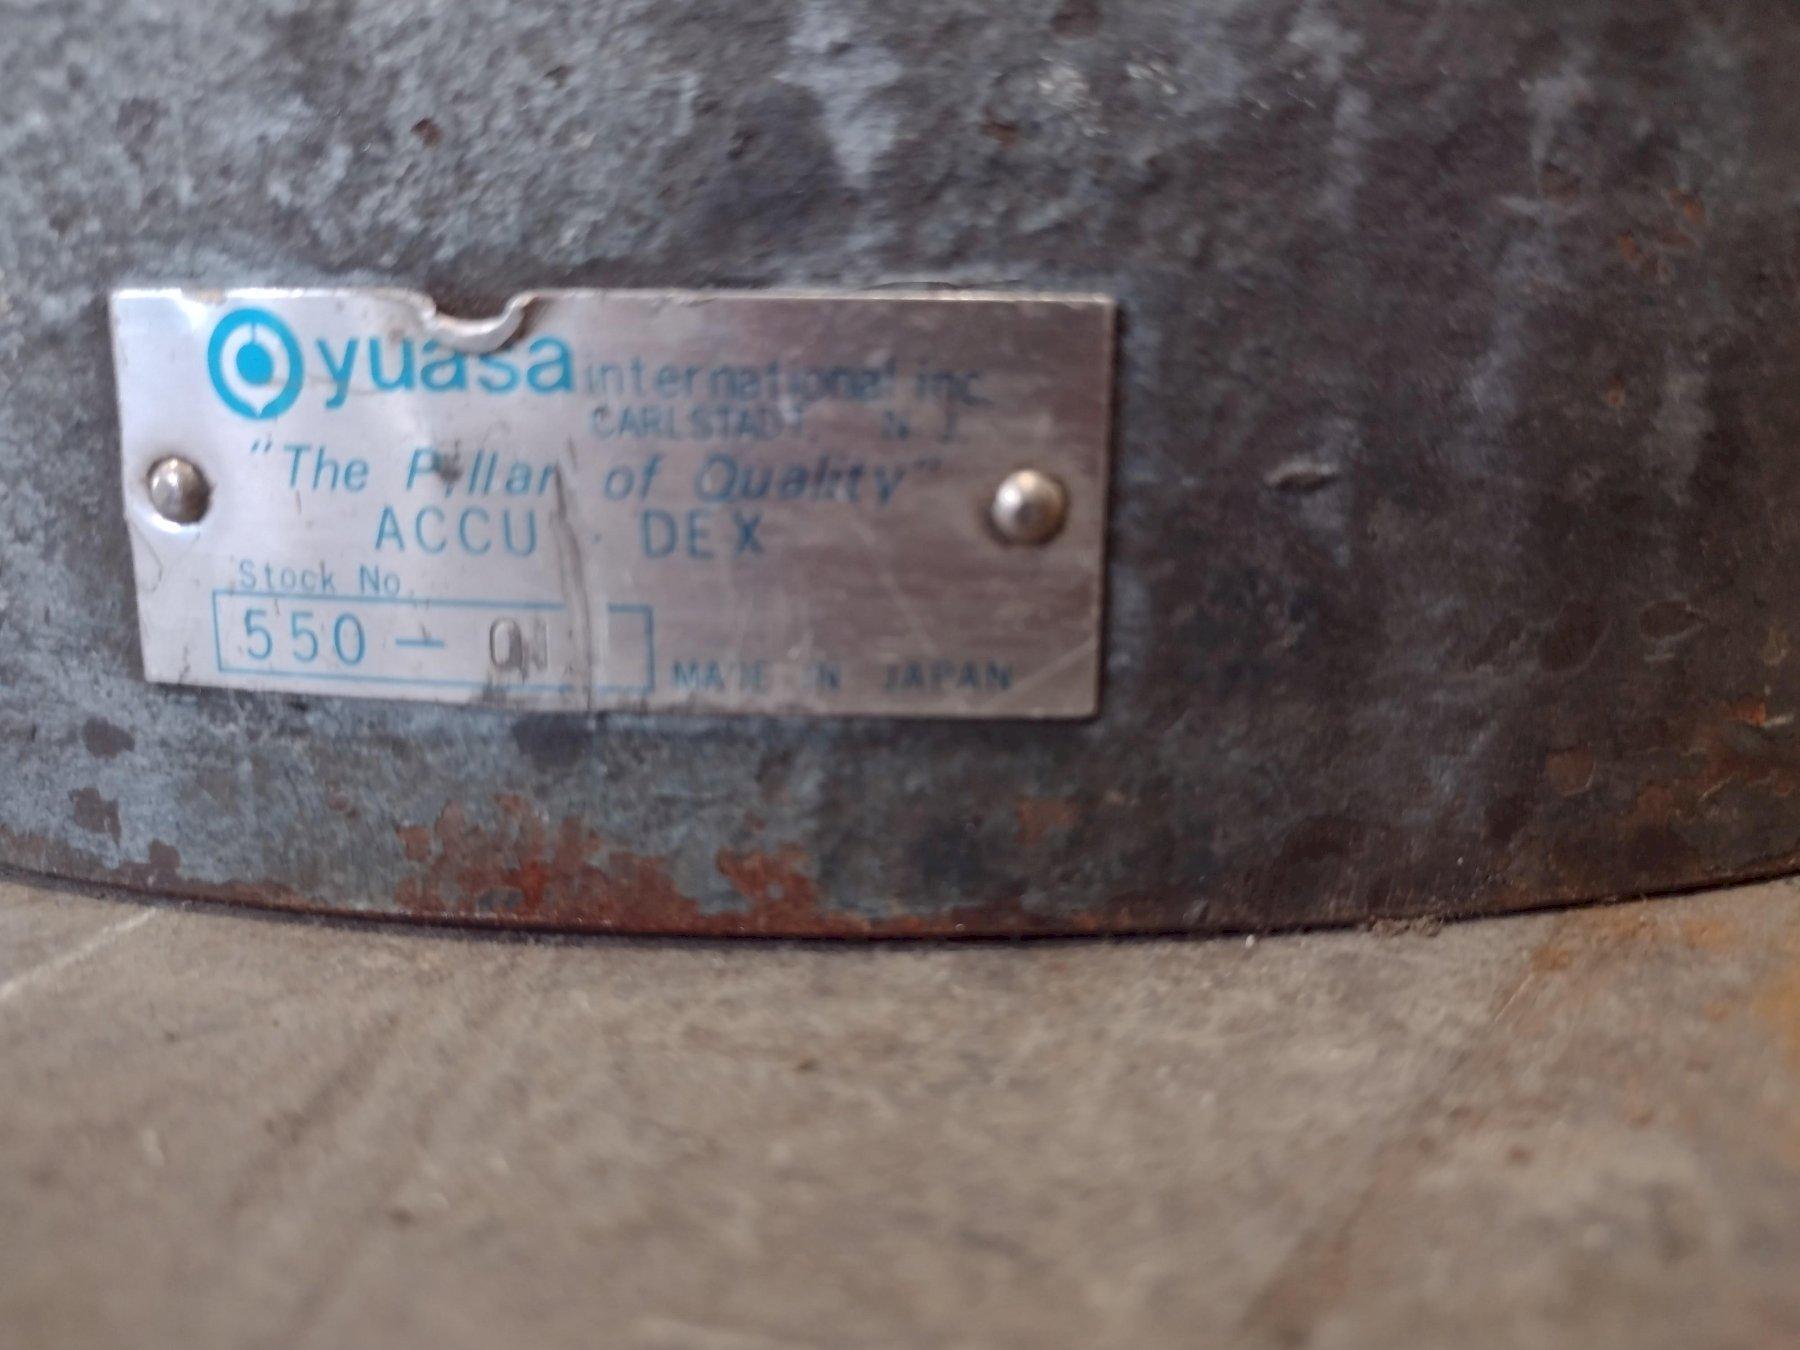 yuasa international inc.
CARLSTADT, N.J.
"The Pillar of Quality"
ACCU - DEX
Stock No.
550 -
MADE IN JAPAN